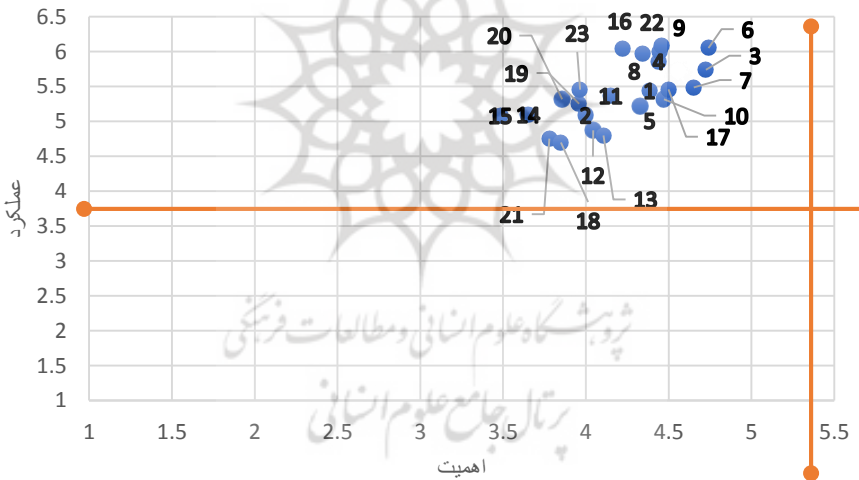 6.5
6
5.5
5
4.5
4
3.5
3
2.5
2
1.5
1
عملکرد
16 22 9 6
20 23 8 4 3
19 11 1 7
15 14 2 5 10
17
12 13
21 18
پژوهشگاه علوم انسانی و مطالعات فرهنگی
پرتال جامع علوم انسانی
1 1.5 2 2.5 3 3.5 4 4.5 5 5.5
اهمیت